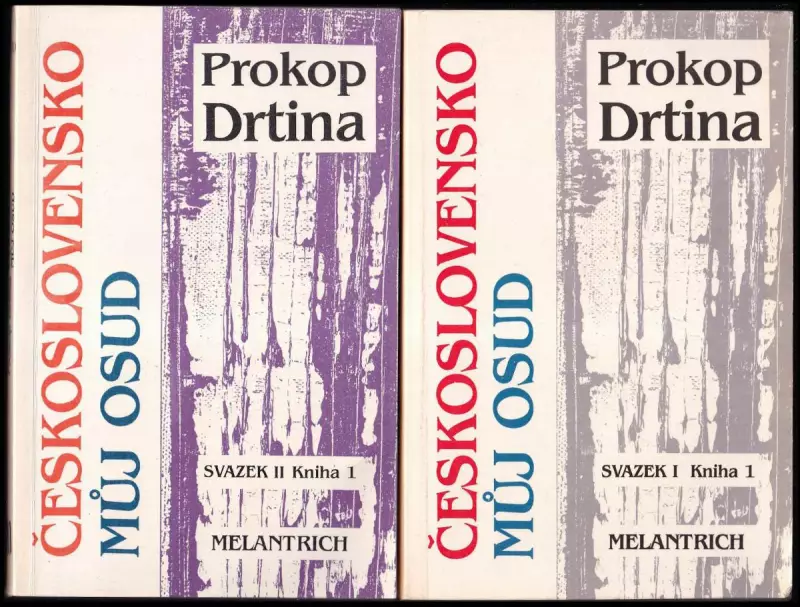 ČESKOSLOVENSKO
MŮJ OSUD
Prokop
Drtina
SVAZEK II Kniha 1
MELANTRICH
ČESKOSLOVENSKO
MŮJ OSUD
Prokop
Drtina
SVAZEK I Kniha 1
MELANTRICH